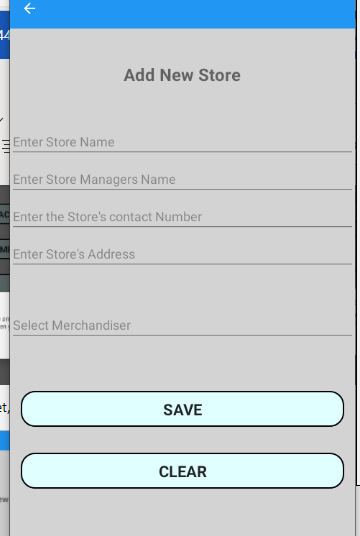 Add New Store
Enter Store Name
Enter Store Managers Name
Enter the Store's contact Number
Enter Store's Address
Select Merchandiser
SAVE
CLEAR